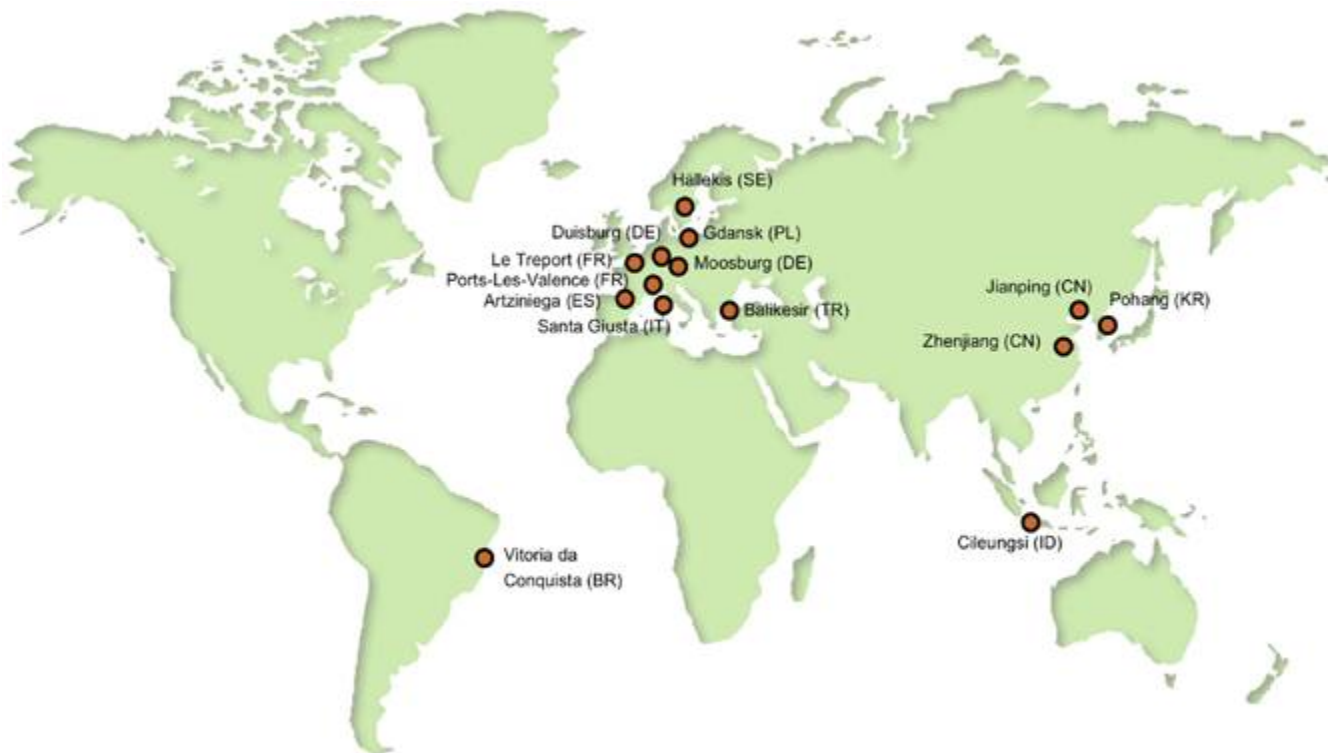 Hällekis (SE)
Duisburg (DE)
Gdansk (PL)
Le Treport (FR)
Moosburg (DE)
Ports-Les-Valence (FR)
Artziniega (ES)
Santa Giusta (IT)
Balikesir (TR)
Jianping (CN)
Pohang (KR)
Zhenjiang (CN)
Cileungsi (ID)
Vitoria da
Conquista (BR)